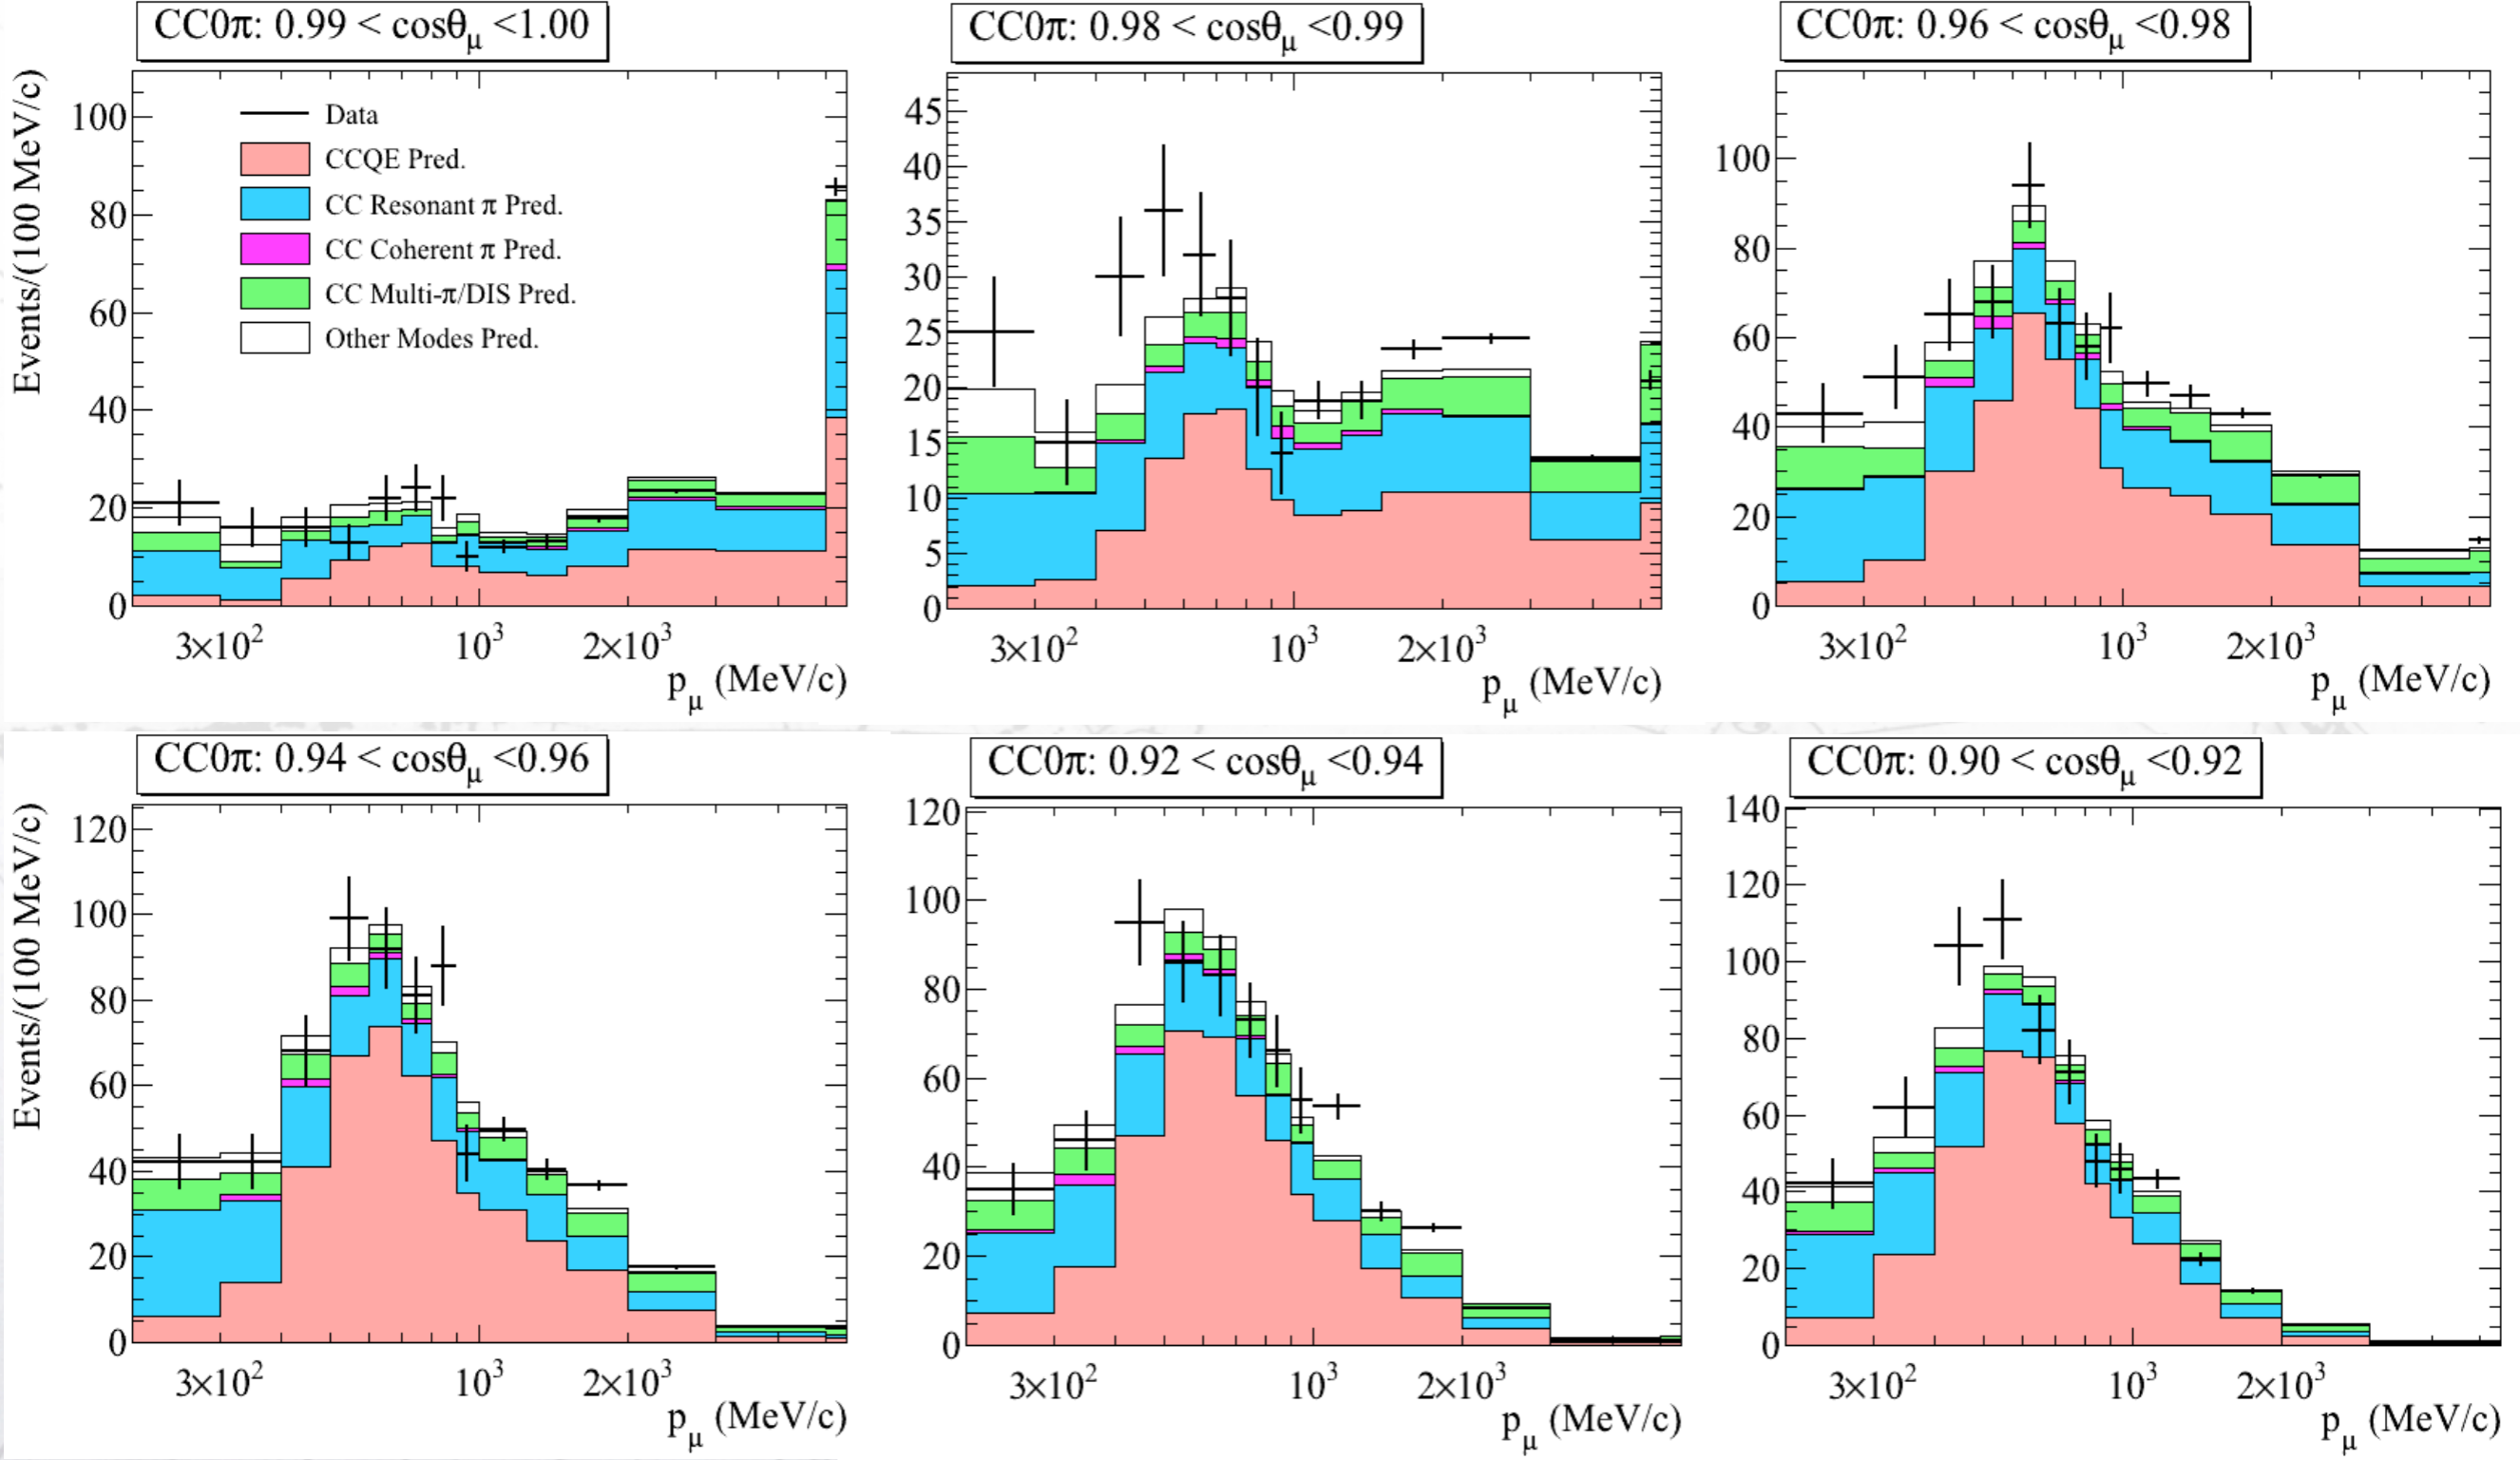 CC0π: 0.99 < cosθμ <1.00
Events/(100 MeV/c)
100
80
60
40
20
0
Data
CCQE Pred.
CC Resonant π Pred.
CC Coherent π Pred.
CC Multi-π/DIS Pred.
Other Modes Pred.
3×10² 10³ 2×10³
pμ (MeV/c)
CC0π: 0.98 < cosθμ <0.99
45
40
35
30
25
20
15
10
5
0
3×10² 10³ 2×10³
pμ (MeV/c)
CC0π: 0.96 < cosθμ <0.98
100
80
60
40
20
0
3×10² 10³ 2×10³
pμ (MeV/c)
CC0π: 0.94 < cosθμ <0.96
Events/(100 MeV/c)
120
100
80
60
40
20
0
3×10² 10³ 2×10³
pμ (MeV/c)
CC0π: 0.92 < cosθμ <0.94
120
100
80
60
40
20
0
3×10² 10³ 2×10³
pμ (MeV/c)
CC0π: 0.90 < cosθμ <0.92
140
120
100
80
60
40
20
0
3×10² 10³ 2×10³
pμ (MeV/c)